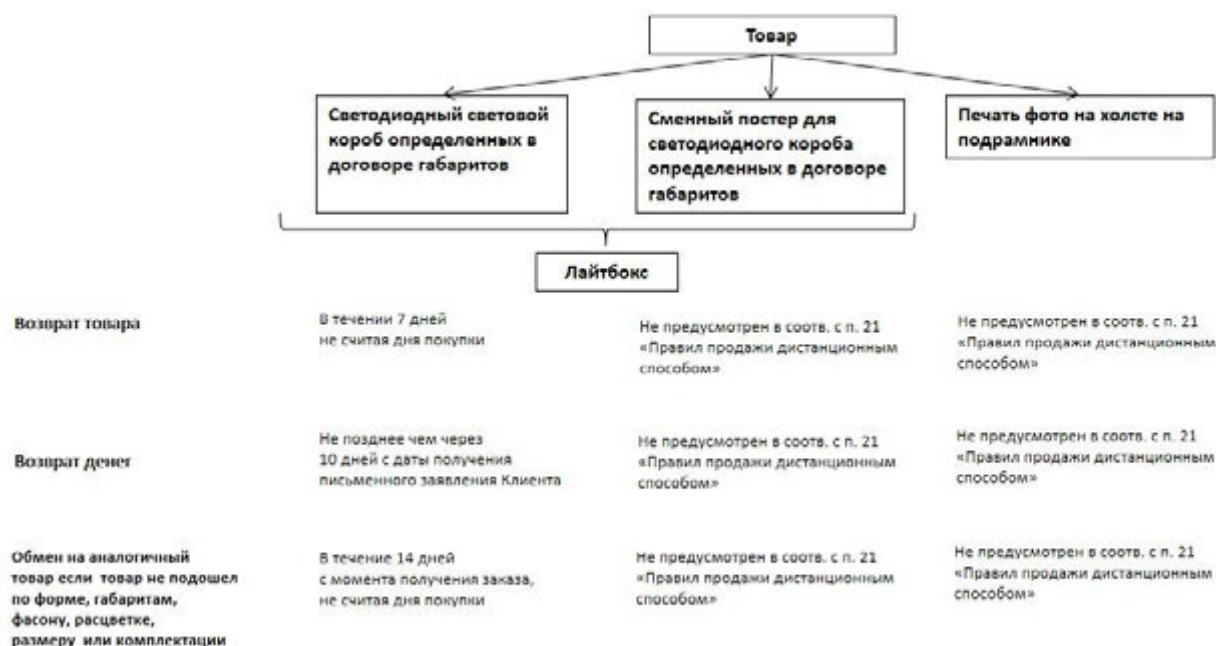 Товар
Светодиодный световой
короб определенных в
договоре габаритов
Сменный постер для
светодиодного короба
определенных в договоре
габаритов
Печать фото на холсте на
подрамнике
Лайтбокс
Возврат товара
В течении 7 дней
не считая дня покупки
Не предусмотрен в соотв. с п. 21
«Правил продажи дистанционным
способом»
Не предусмотрен в соотв. с п. 21
«Правил продажи дистанционным
способом»
Возврат денег
Не позднее чем через
10 дней с даты получения
письменного заявления Клиента
Не предусмотрен в соотв. с п. 21
«Правил продажи дистанционным
способом»
Не предусмотрен в соотв. с п. 21
«Правил продажи дистанционным
способом»
Обмен на аналогичный
товар если товар не подошел
по форме, габаритам,
фасону, расцветке,
размеру или комплектации
В течение 14 дней
с момента получения заказа,
не считая дня покупки
Не предусмотрен в соотв. с п. 21
«Правил продажи дистанционным
способом»
Не предусмотрен в соотв. с п. 21
«Правил продажи дистанционным
способом»